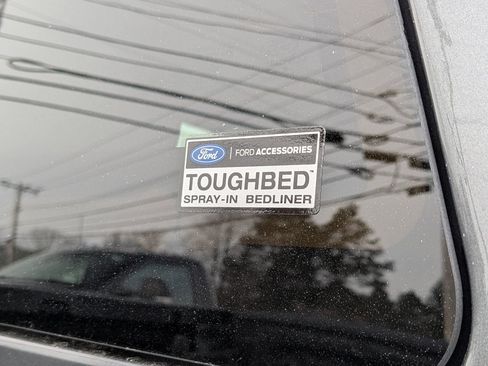 Ford | FORD ACCESSORIES
TOUGHBED™
SPRAY-IN BEDLINER